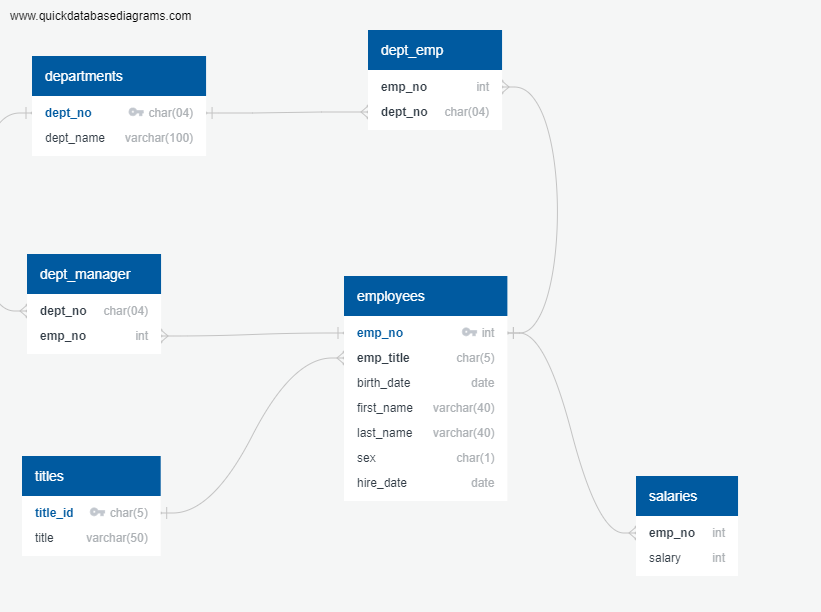 www.quickdatabasediagrams.com
departments
dept_no char(04)
dept_name varchar(100)
dept_emp
emp_no int
dept_no char(04)
dept_manager
dept_no char(04)
emp_no int
employees
emp_no int
emp_title char(5)
birth_date date
first_name varchar(40)
last_name varchar(40)
sex char(1)
hire_date date
titles
title_id char(5)
title varchar(50)
salaries
emp_no int
salary int